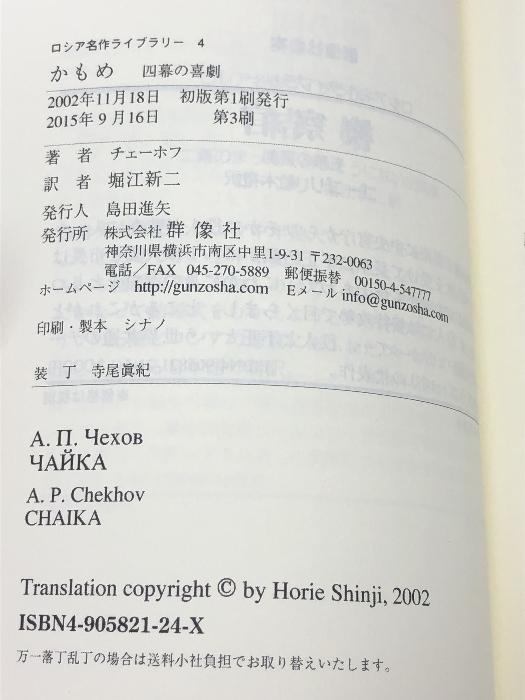 ロシア名作ライブラリー 4
かもめ 四幕の喜劇
2002年11月18日 初版第1刷発行
2015年9月16日 第3刷
著 者 チェーホフ
訳 者 堀江新二
発行人 島田進矢
発行所 株式会社 群像社
神奈川県横浜市南区中里1-9-31 〒232-0063
電話／FAX 045-270-5889 郵便振替 00150-4-547777
ホームページ http://gunzosha.com Eメール info@gunzosha.com
印刷・製本 シナノ
装 丁 寺尾眞紀
А. П. Чехов
ЧАЙКА
A. P. Chekhov
CHAIKA
Translation copyright © by Horie Shinji, 2002
ISBN4-905821-24-X
万一落丁乱丁の場合は送料小社負担でお取り替えいたします。